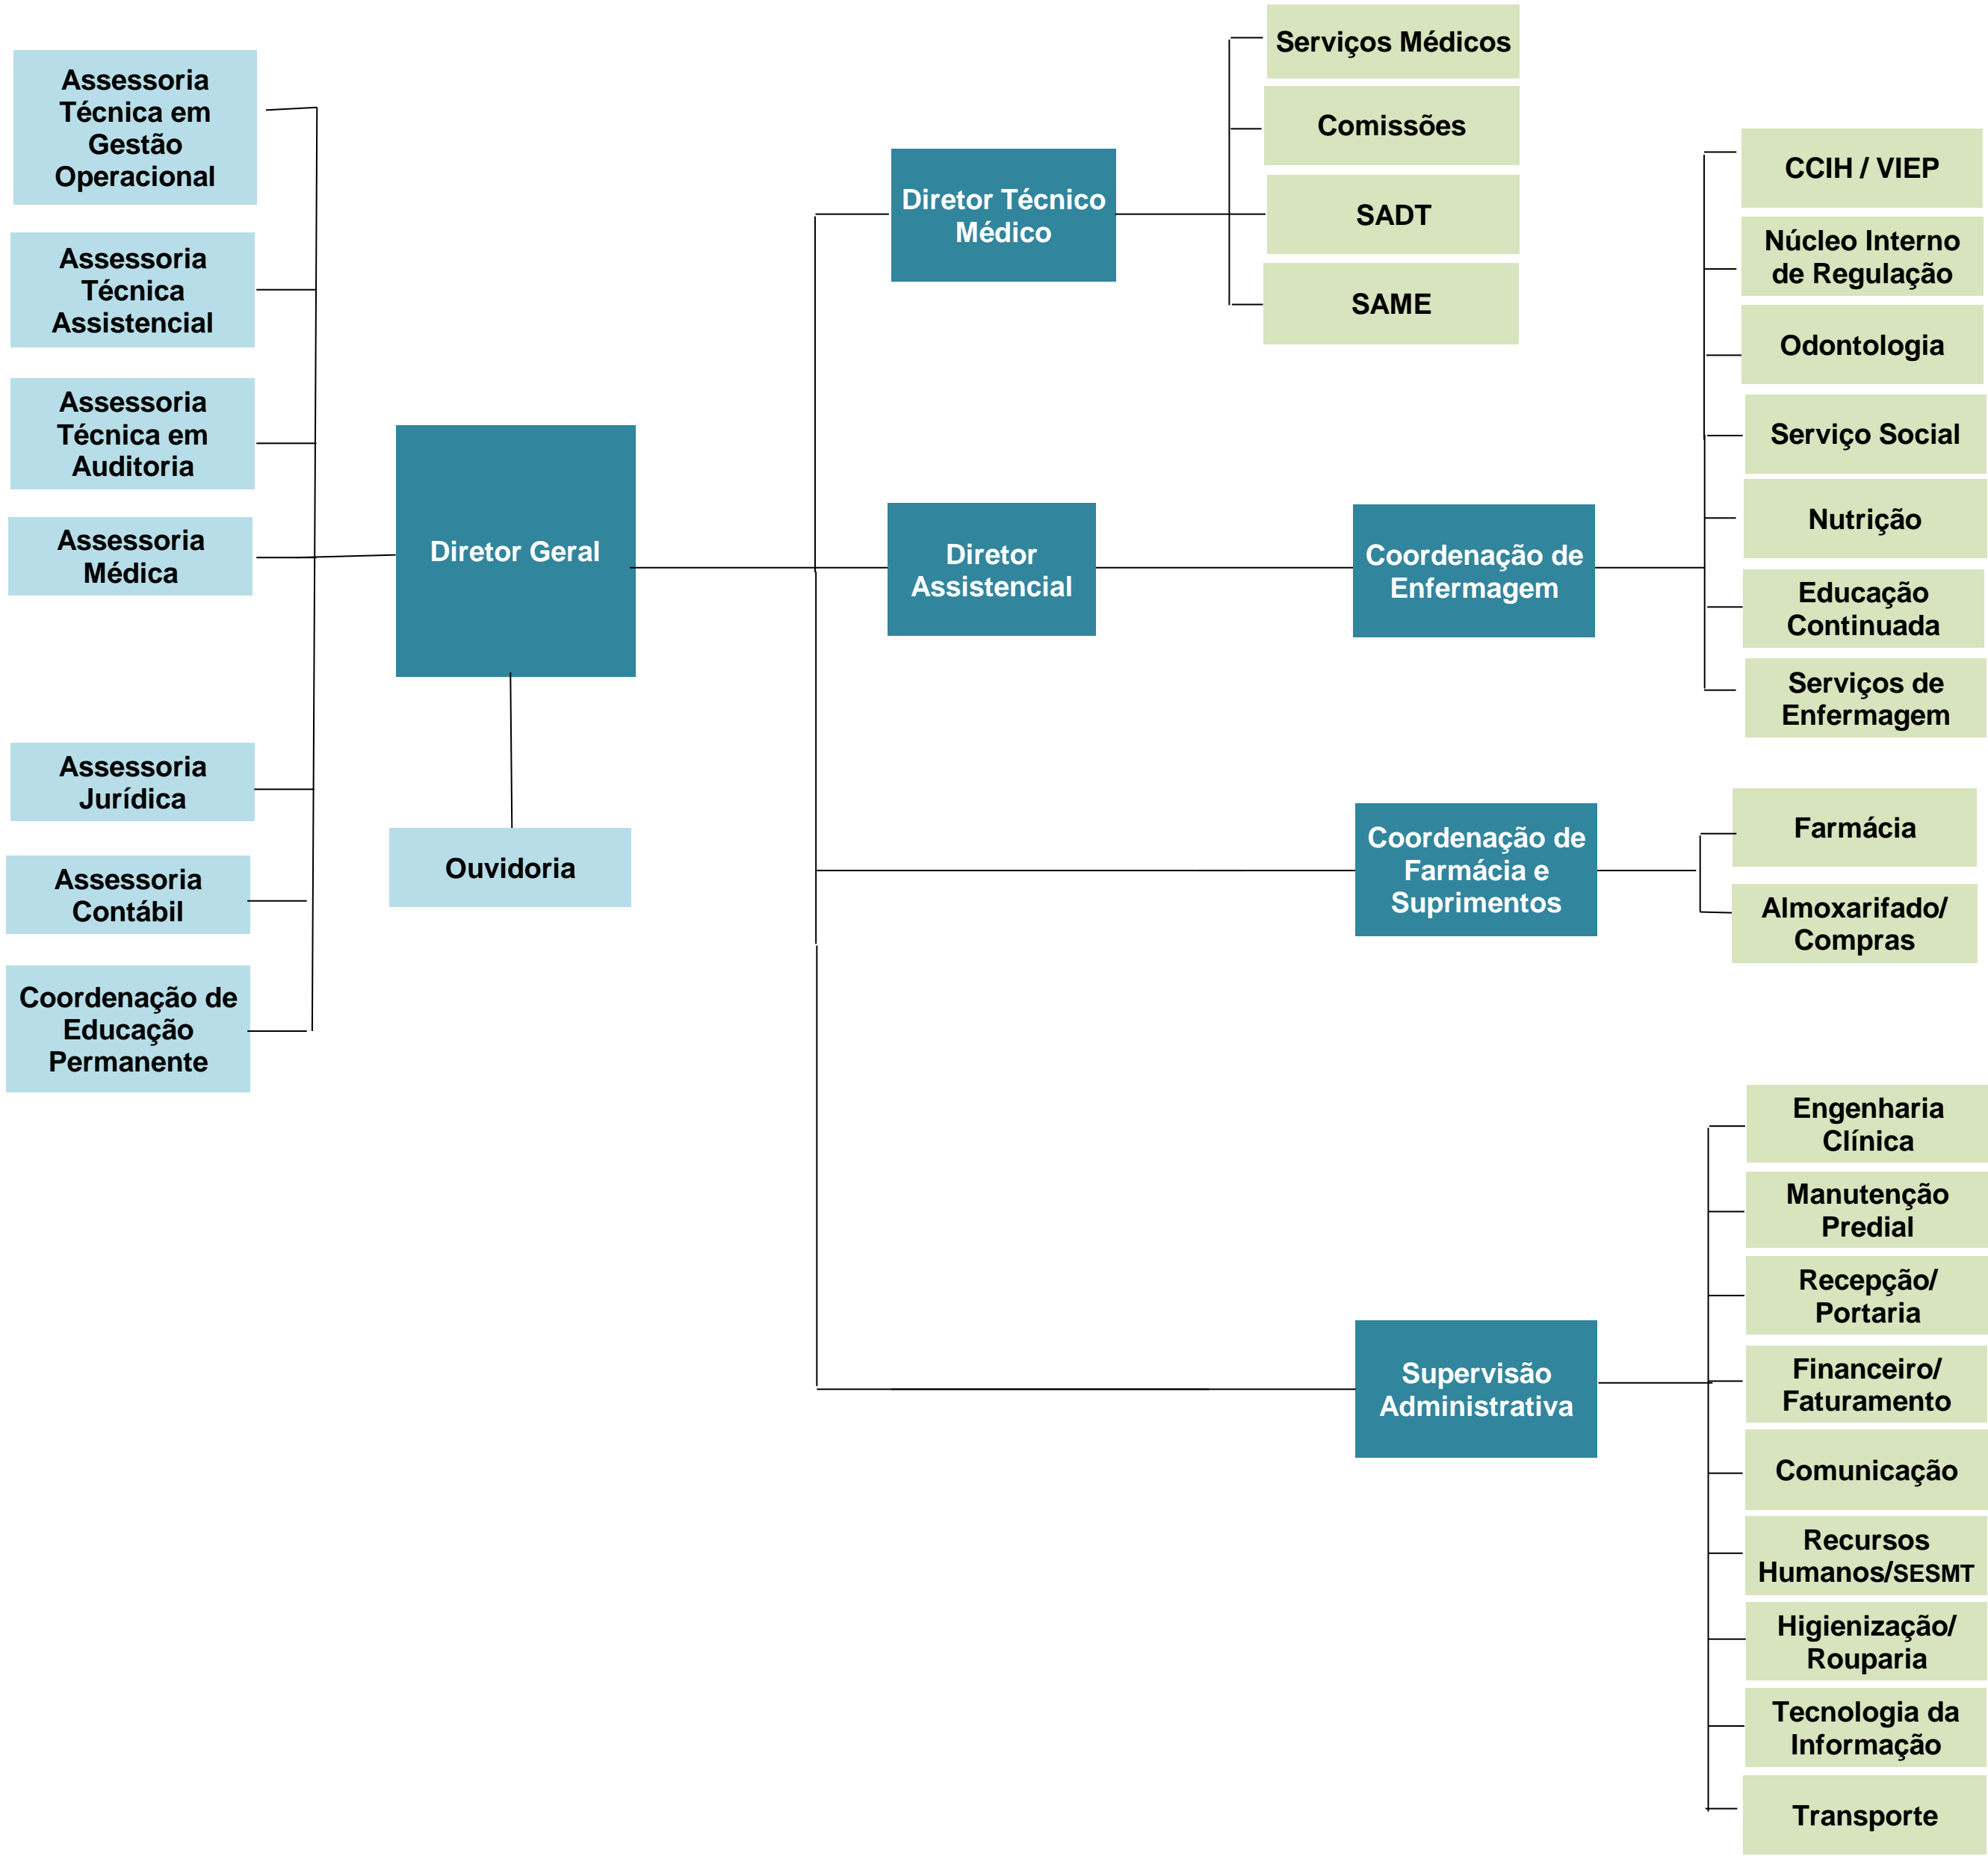 Assessoria
Técnica em
Gestão
Operacional
Assessoria
Técnica
Assistencial
Assessoria
Técnica em
Auditoria
Assessoria
Médica
Assessoria
Jurídica
Assessoria
Contábil
Coordenação de
Educação
Permanente
Diretor Geral
Ouvidoria
Diretor Técnico
Médico
Serviços Médicos
Comissões
SADT
SAME
Diretor
Assistencial
Coordenação de
Enfermagem
CCIH / VIEP
Núcleo Interno
de Regulação
Odontologia
Serviço Social
Nutrição
Educação
Continuada
Serviços de
Enfermagem
Coordenação de
Farmácia e
Suprimentos
Farmácia
Almoxarifado/
Compras
Supervisão
Administrativa
Engenharia
Clínica
Manutenção
Predial
Recepção/
Portaria
Financeiro/
Faturamento
Comunicação
Recursos
Humanos/SESMT
Higienização/
Rouparia
Tecnologia da
Informação
Transporte